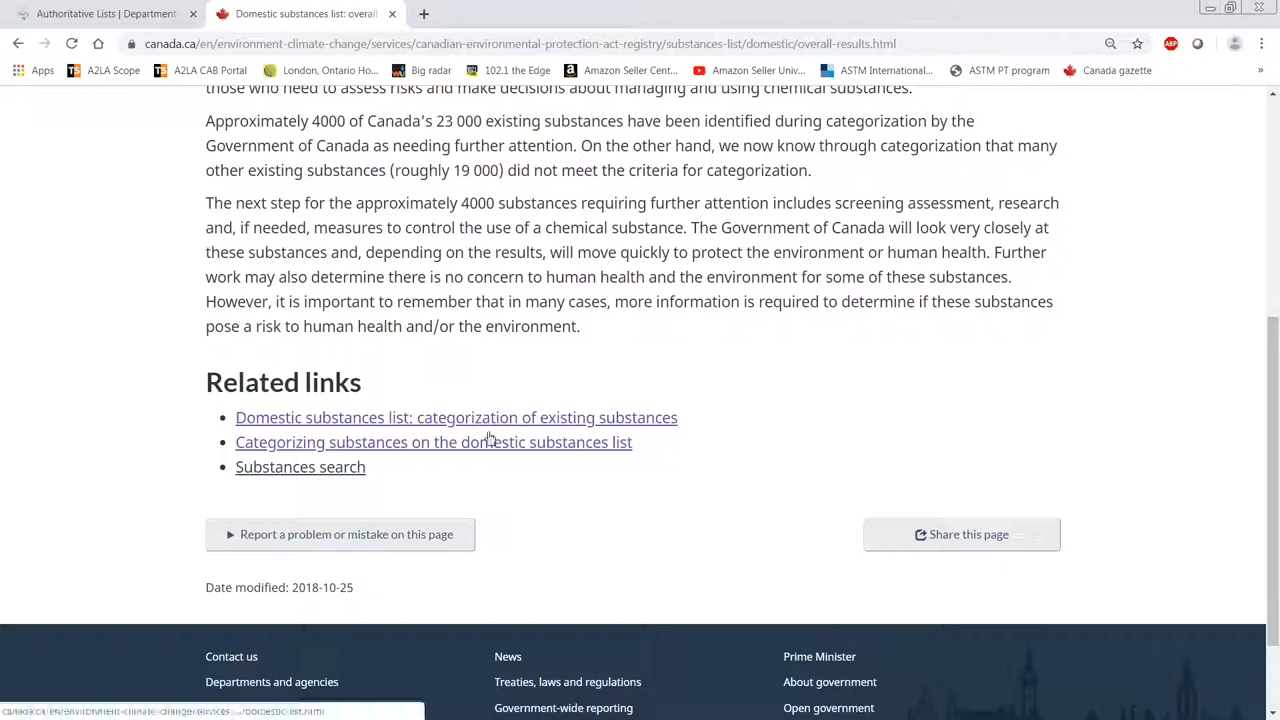 Authoritative Lists | Department
Domestic substances list: overall
canada.ca/en/environment-climate-change/services/canadian-environmental-protection-act-registry/substances-list/domestic/overall-results.html
ABP
Apps
A2LA Scope
A2LA CAB Portal
London, Ontario Ho...
Big radar
102.1 the Edge
Amazon Seller Cent...
Amazon Seller Univ...
ASTM International...
ASTM PT program
Canada gazette
»
those who need to assess risks and make decisions about managing and using chemical substances.
Approximately 4000 of Canada's 23 000 existing substances have been identified during categorization by the
Government of Canada as needing further attention. On the other hand, we now know through categorization that many
other existing substances (roughly 19 000) did not meet the criteria for categorization.
The next step for the approximately 4000 substances requiring further attention includes screening assessment, research
and, if needed, measures to control the use of a chemical substance. The Government of Canada will look very closely at
these substances and, depending on the results, will move quickly to protect the environment or human health. Further
work may also determine there is no concern to human health and the environment for some of these substances.
However, it is important to remember that in many cases, more information is required to determine if these substances
pose a risk to human health and/or the environment.
Related links
• Domestic substances list: categorization of existing substances
• Categorizing substances on the domestic substances list
• Substances search
Report a problem or mistake on this page
Share this page
Date modified: 2018-10-25
Contact us
News
Prime Minister
Departments and agencies
Treaties, laws and regulations
About government
Government-wide reporting
Open government